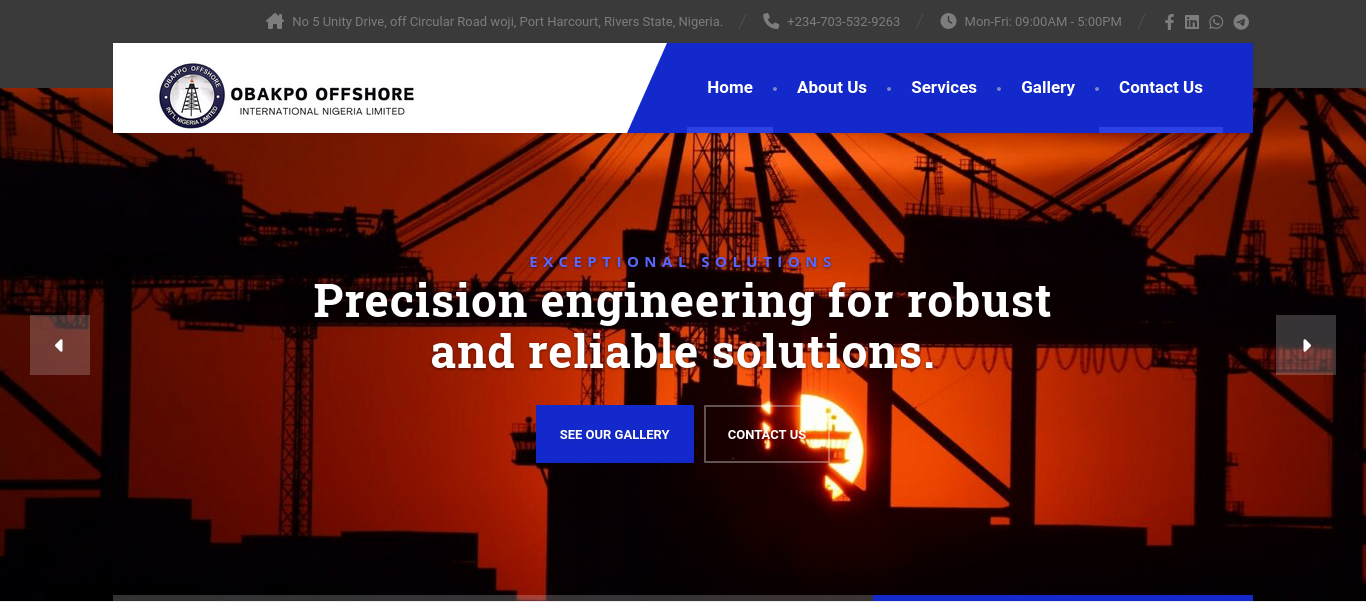 No 5 Unity Drive, off Circular Road woji, Port Harcourt, Rivers State, Nigeria. / +234-703-532-9263 / Mon-Fri: 09:00AM - 5:00PM /
OBAKPO OFFSHORE
INTERNATIONAL NIGERIA LIMITED
OBAKPO OFFSHORE
INT'L NIGERIA LIMITED
Home • About Us • Services • Gallery • Contact Us
EXCEPTIONAL SOLUTIONS
Precision engineering for robust
and reliable solutions.
SEE OUR GALLERY
CONTACT US